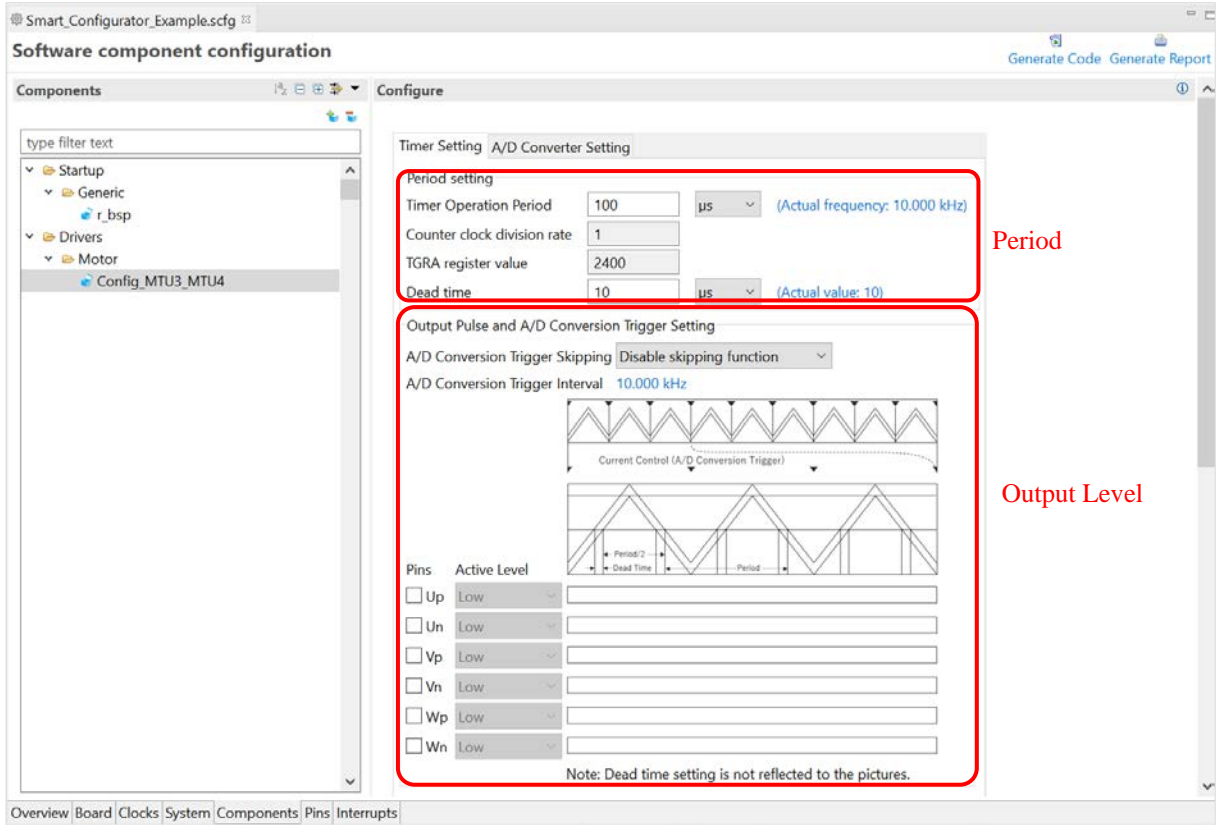 Smart_Configurator_Example.scfg
Software component configuration
Generate Code Generate Report
Components
Configure
type filter text
Startup
Generic
r_bsp
Drivers
Motor
Config_MTU3_MTU4
Timer Setting A/D Converter Setting
Period setting
Timer Operation Period 100 µs (Actual frequency: 10.000 kHz)
Counter clock division rate 1
TGRA register value 2400
Dead time 10 µs (Actual value: 10)
Period
Output Pulse and A/D Conversion Trigger Setting
A/D Conversion Trigger Skipping Disable skipping function
A/D Conversion Trigger Interval 10.000 kHz
Current Control (A/D Conversion Trigger)
Output Level
Period/2
Dead Time Period
Pins Active Level
Up Low
Un Low
Vp Low
Vn Low
Wp Low
Wn Low
Note: Dead time setting is not reflected to the pictures.
Overview Board Clocks System Components Pins Interrupts